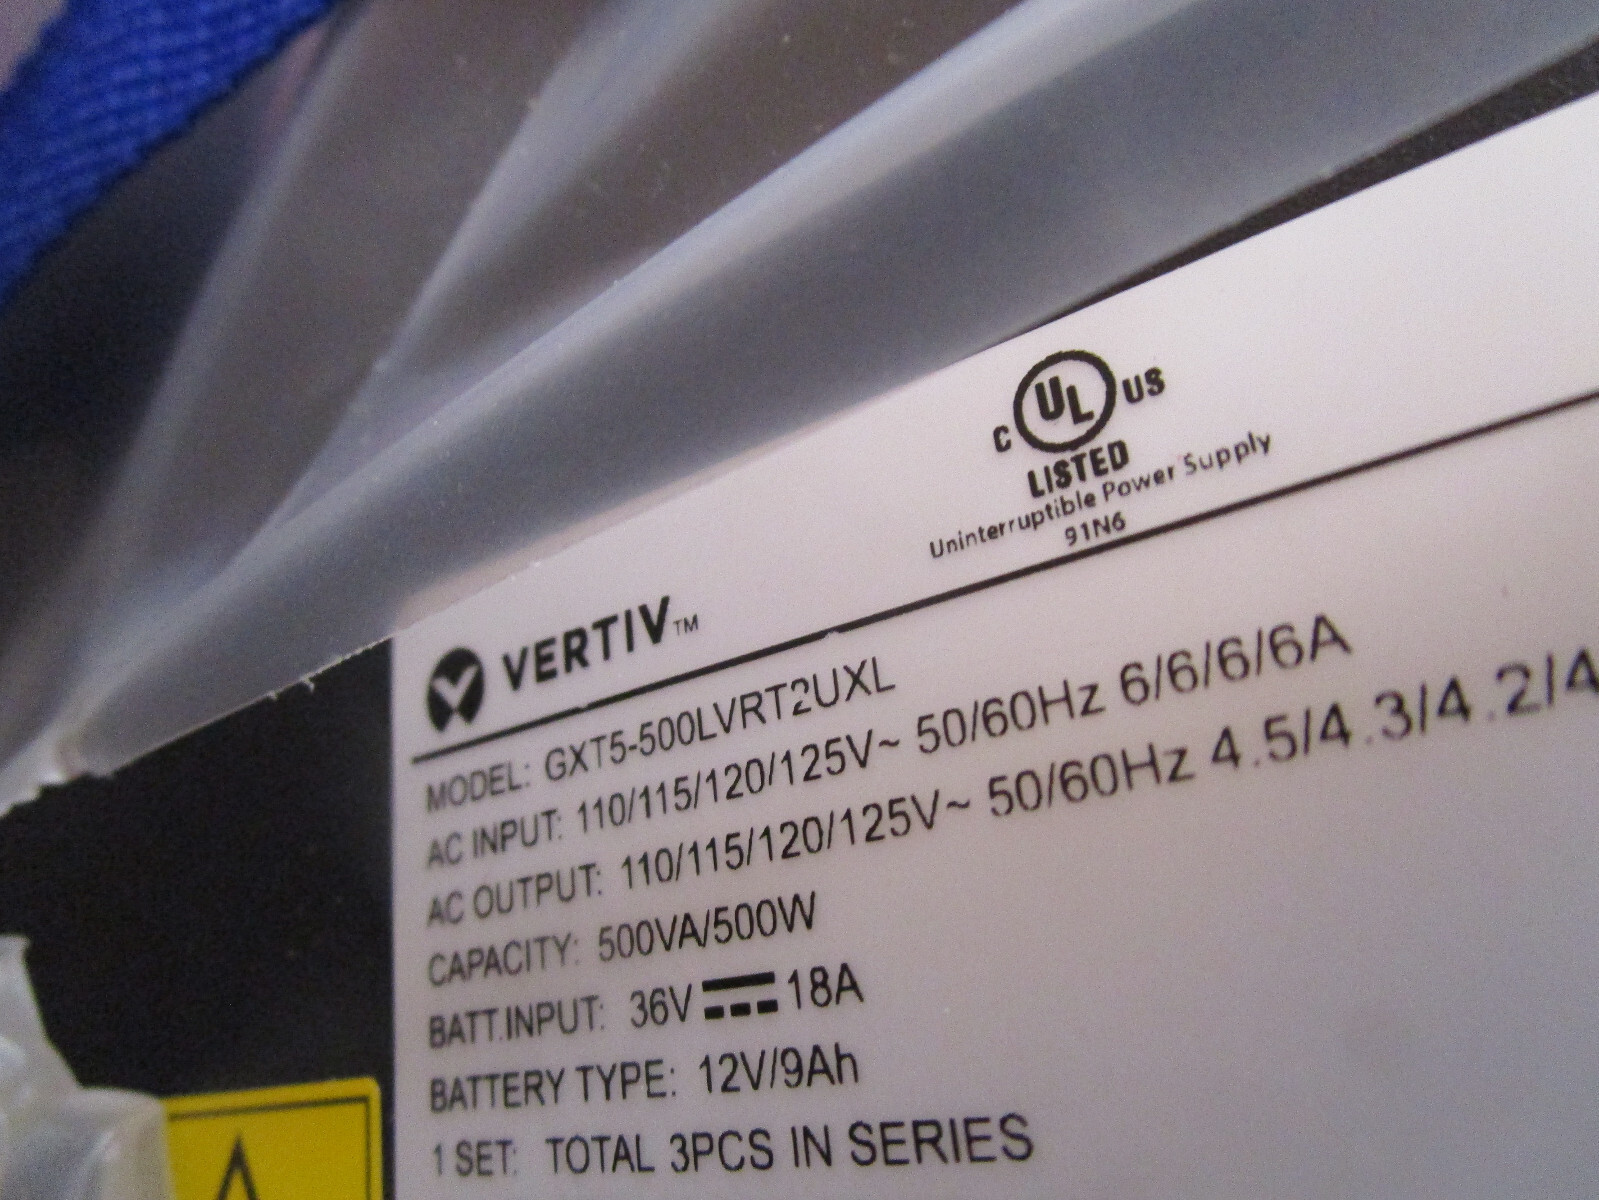 C UL US
LISTED
Uninterruptible Power Supply
91N6
VERTIV™
MODEL: GXT5-500LVRT2UXL
AC INPUT: 110/115/120/125V~ 50/60Hz 6/6/6/6A
AC OUTPUT: 110/115/120/125V~ 50/60Hz 4.5/4.3/4.2/4
CAPACITY: 500VA/500W
BATT.INPUT: 36V⎓18A
BATTERY TYPE: 12V/9Ah
1 SET: TOTAL 3PCS IN SERIES